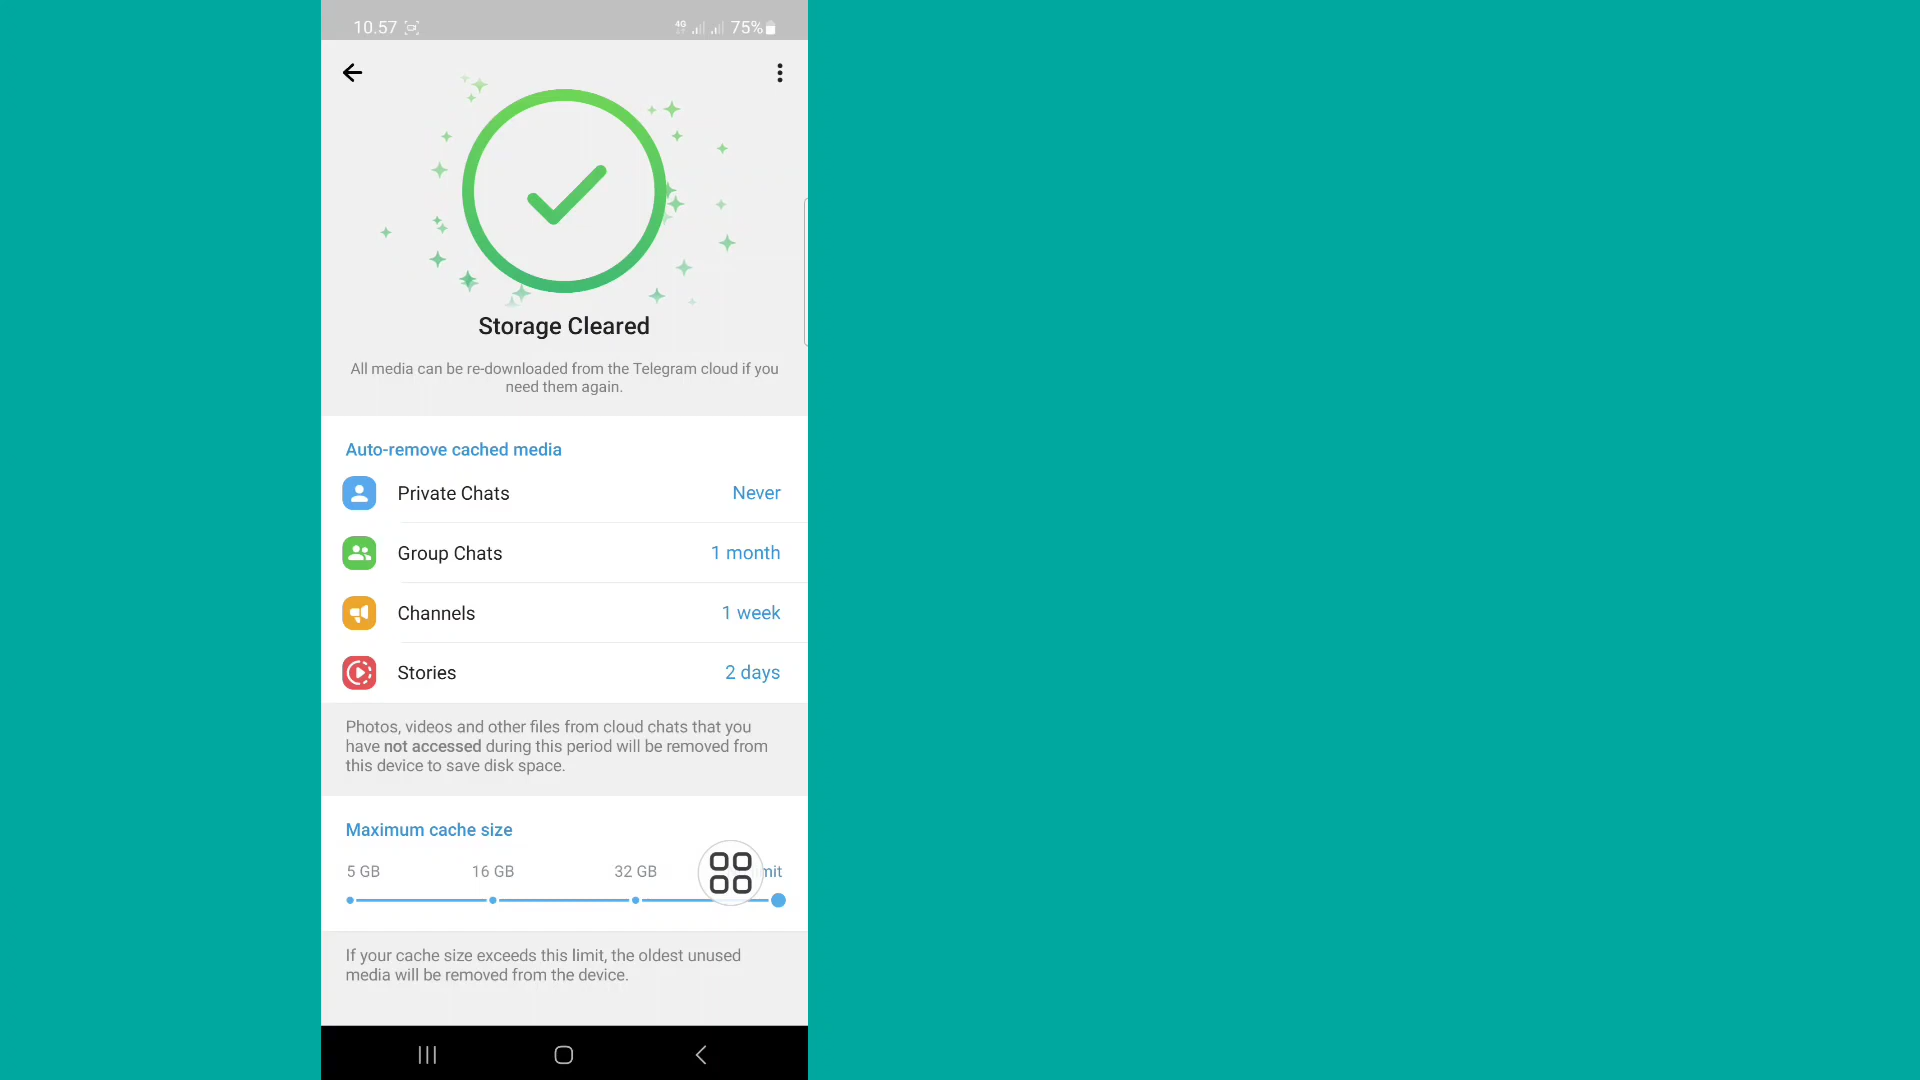 10.57 4G 75%
Storage Cleared
All media can be re-downloaded from the Telegram cloud if you
need them again.
Auto-remove cached media
Private Chats Never
Group Chats 1 month
Channels 1 week
Stories 2 days
Photos, videos and other files from cloud chats that you
have not accessed during this period will be removed from
this device to save disk space.
Maximum cache size
5 GB 16 GB 32 GB
If your cache size exceeds this limit, the oldest unused
media will be removed from the device.